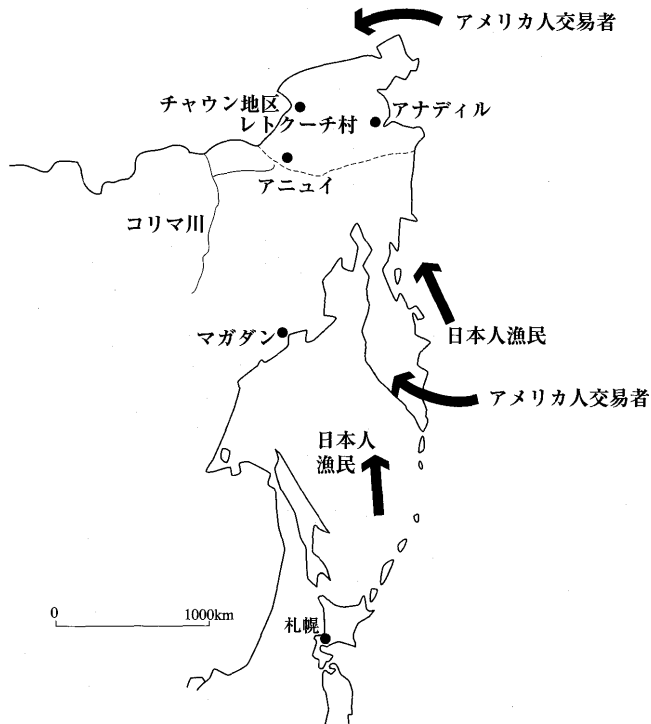 アメリカ人交易者
チャウン地区
アナディル
レトクーチ村
アニュイ
コリマ川
日本人漁民
マガダン
アメリカ人交易者
日本人
漁民
0 1000km
札幌